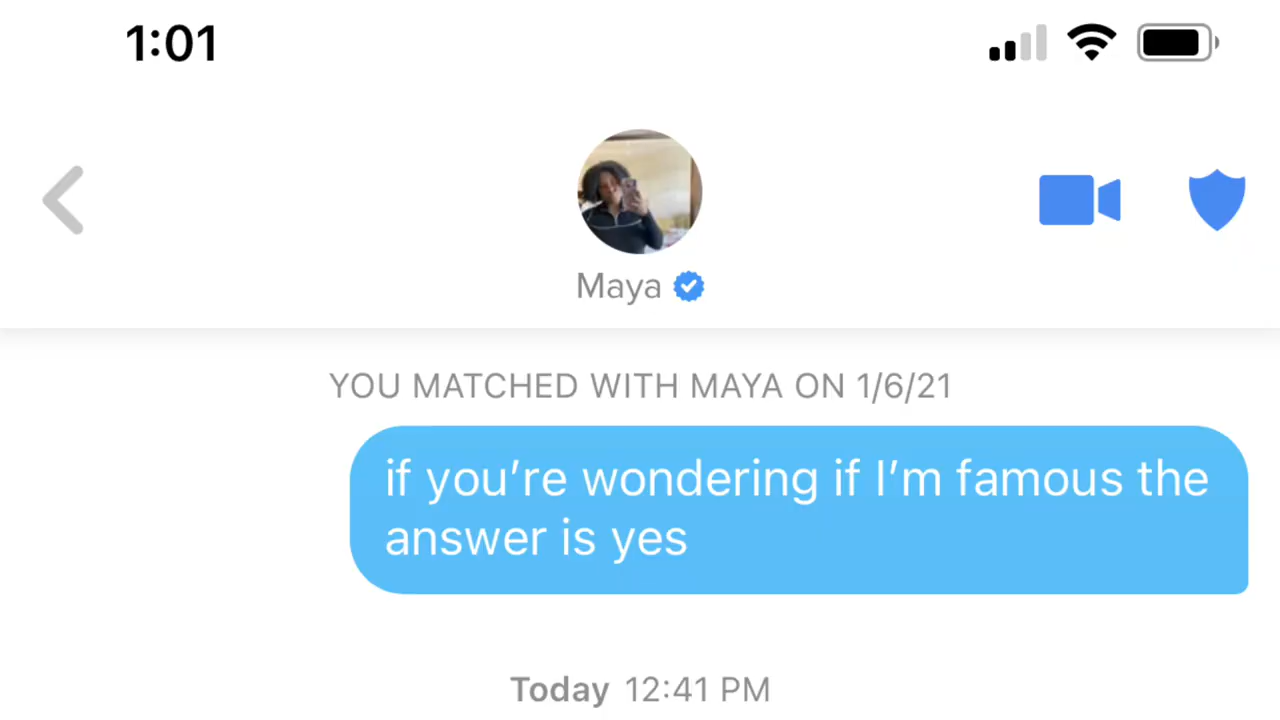 1:01
Maya
YOU MATCHED WITH MAYA ON 1/6/21
if you’re wondering if I’m famous the
answer is yes
Today 12:41 PM